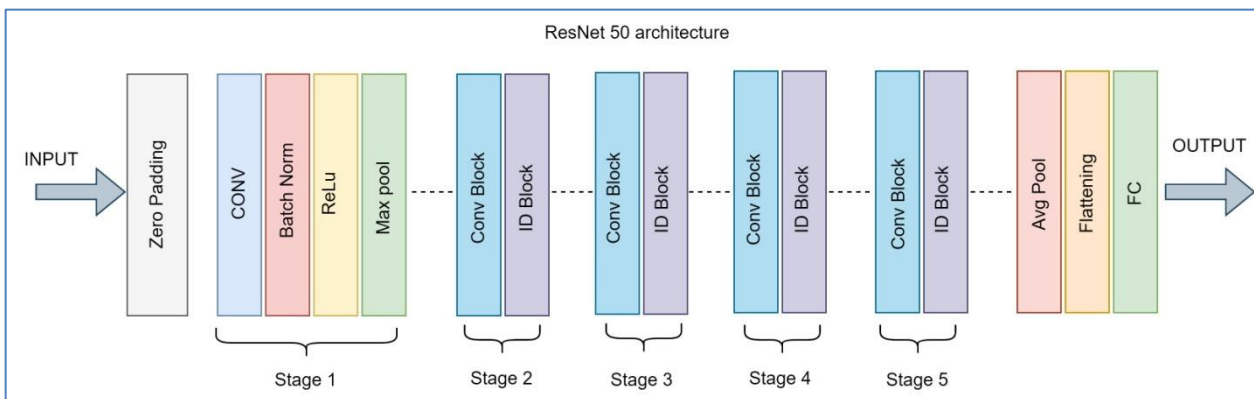 ResNet 50 architecture
INPUT
Zero Padding
CONV
Batch Norm
ReLu
Max pool
Conv Block
ID Block
Conv Block
ID Block
Conv Block
ID Block
Conv Block
ID Block
Avg Pool
Flattening
FC
OUTPUT
Stage 1
Stage 2
Stage 3
Stage 4
Stage 5